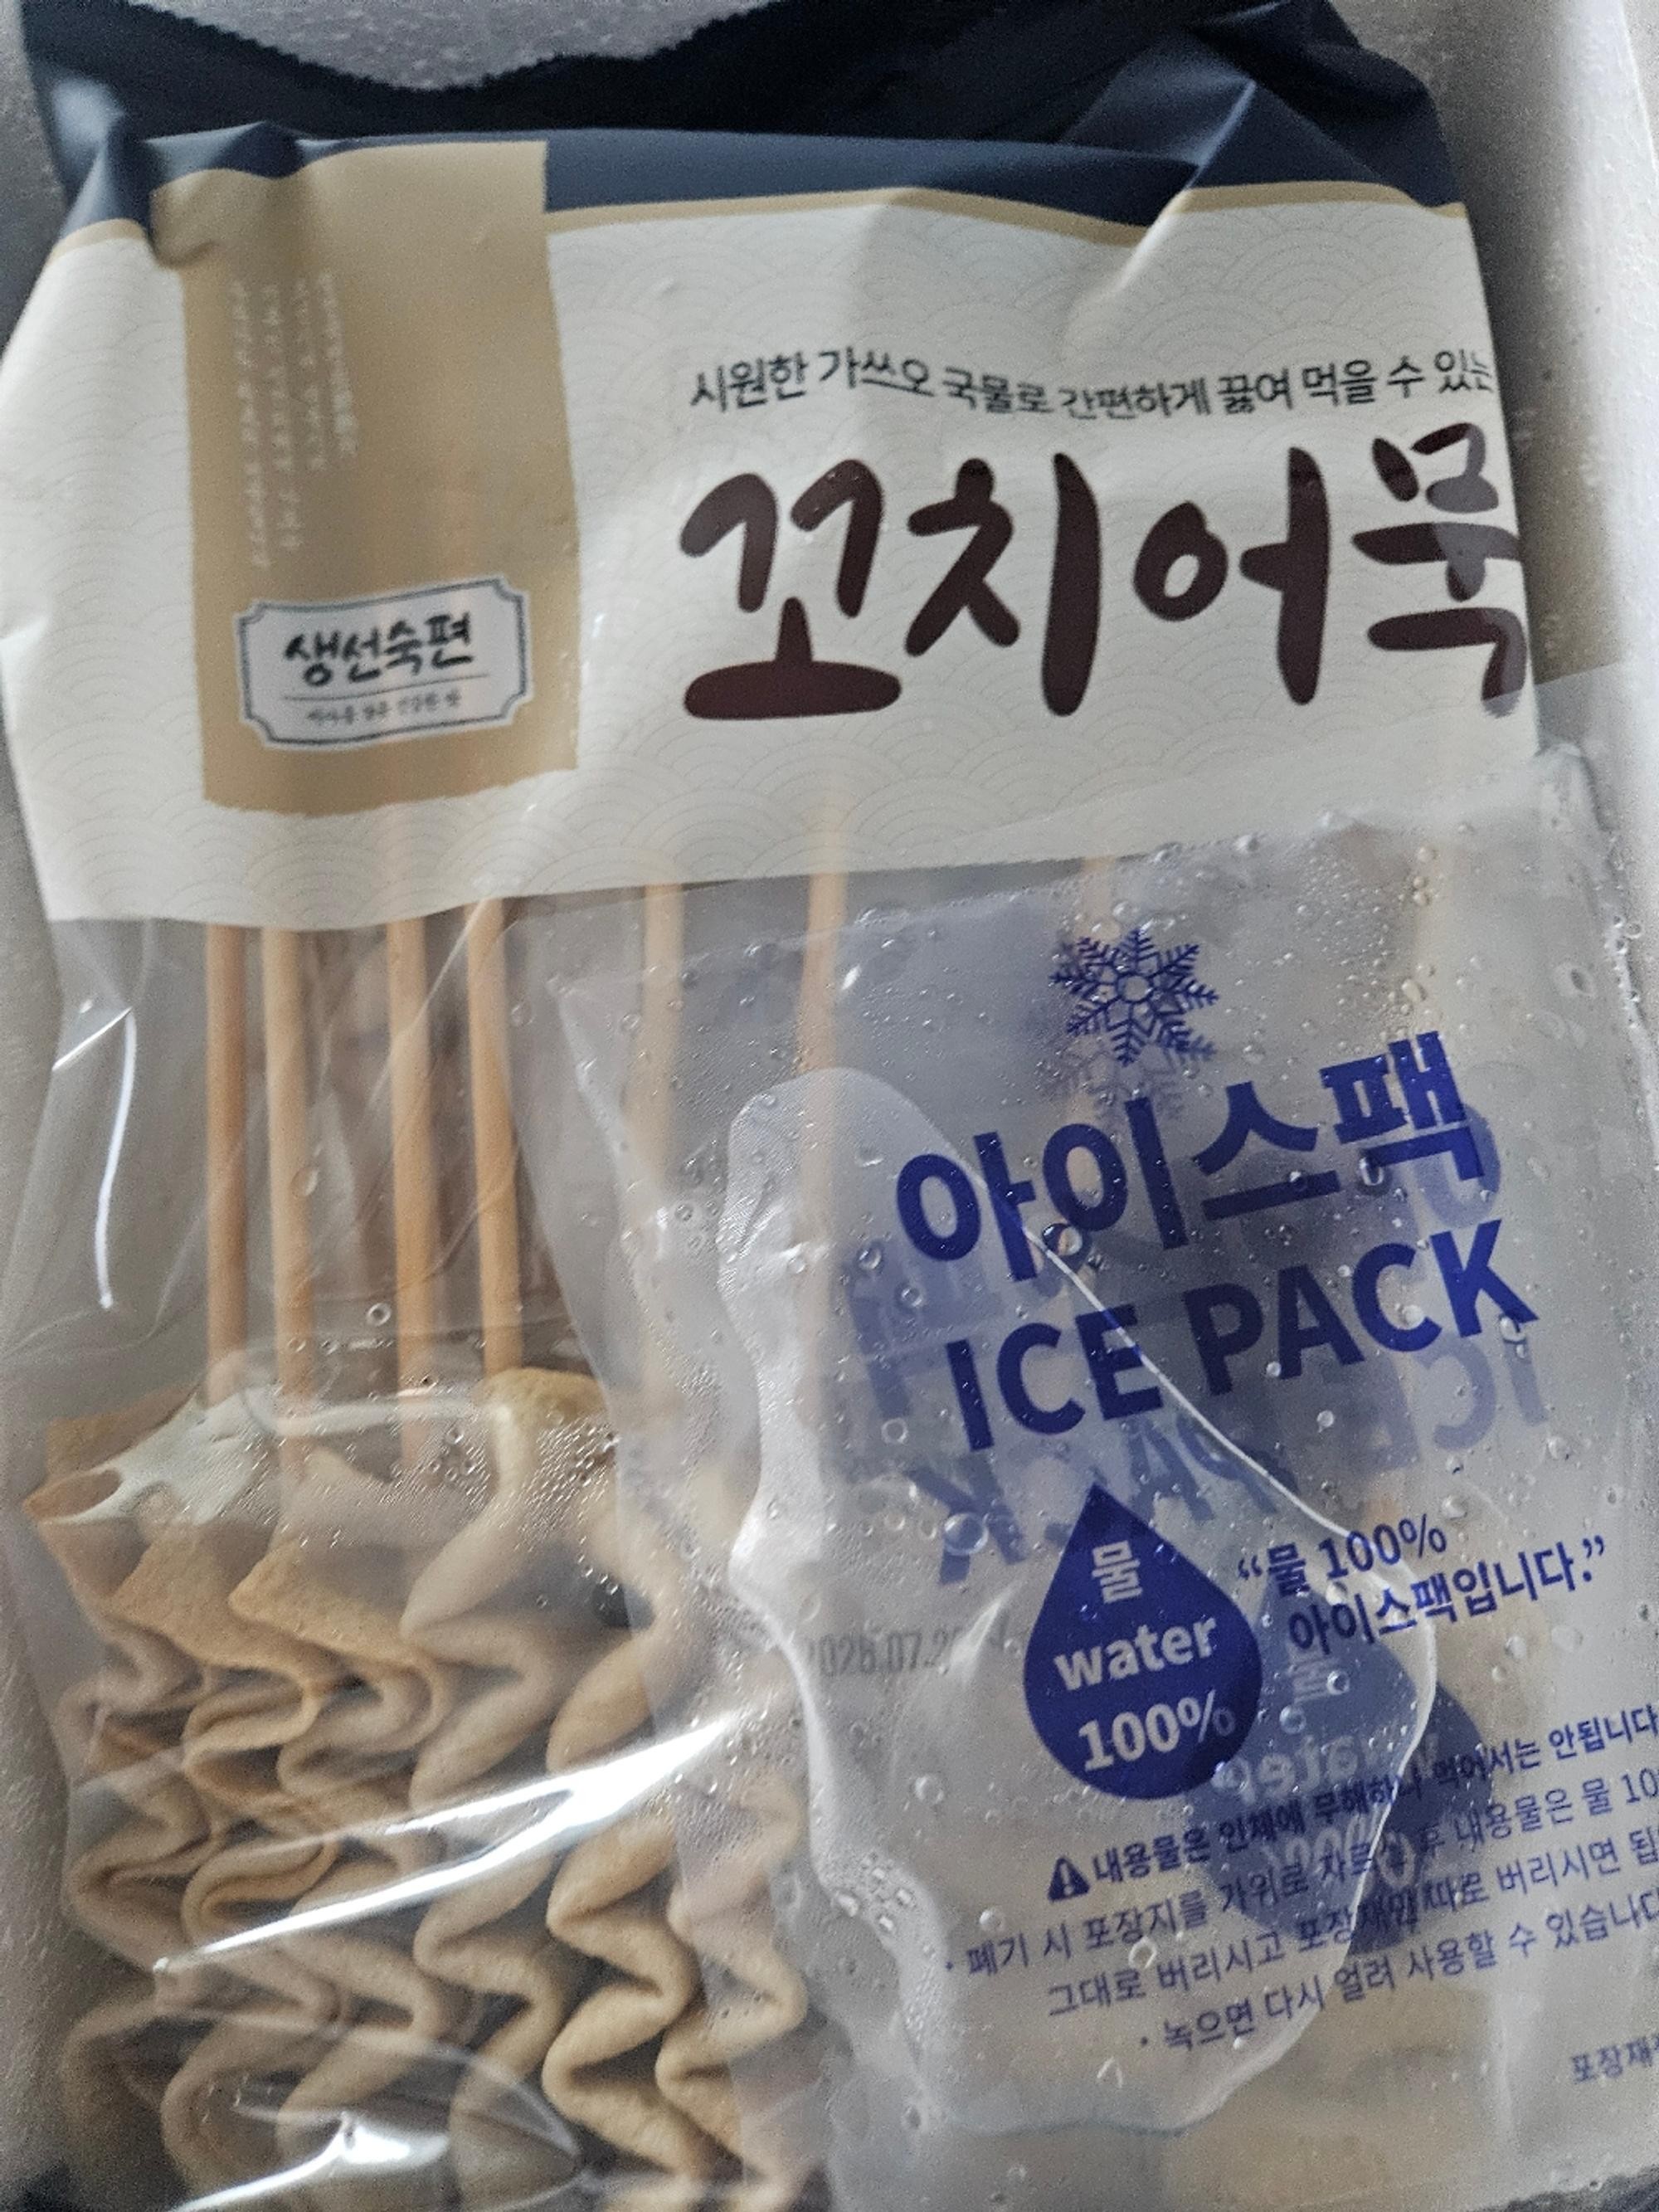 시원한 가쓰오 국물로 간편하게 끓여 먹을 수 있는
꼬치어묵
생선숙편
아이스팩
ICE PACK
물
water
100%
“물 100%
아이스팩입니다.”
내용물은 인체에 무해하나 먹어서는 안됩니다
· 폐기 시 포장지를 가위로 자른 후 내용물은 물 10
그대로 버리시고 포장재만 따로 버리시면 됩
· 녹으면 다시 얼려 사용할 수 있습니다
포장재